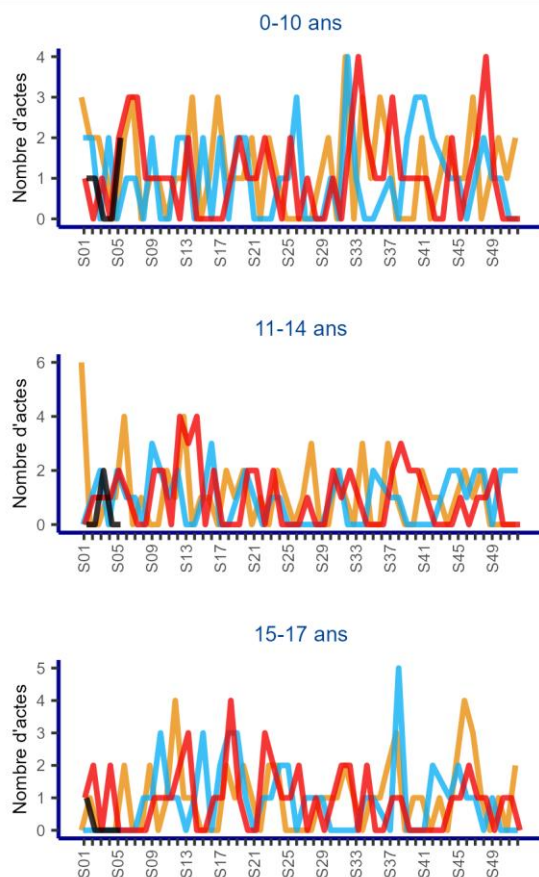 0-10 ans
Nombre d'actes
4
3
2
1
0
S01
S05
S09
S13
S17
S21
S25
S29
S33
S37
S41
S45
S49
11-14 ans
Nombre d'actes
6
4
2
0
S01
S05
S09
S13
S17
S21
S25
S29
S33
S37
S41
S45
S49
15-17 ans
Nombre d'actes
5
4
3
2
1
0
S01
S05
S09
S13
S17
S21
S25
S29
S33
S37
S41
S45
S49